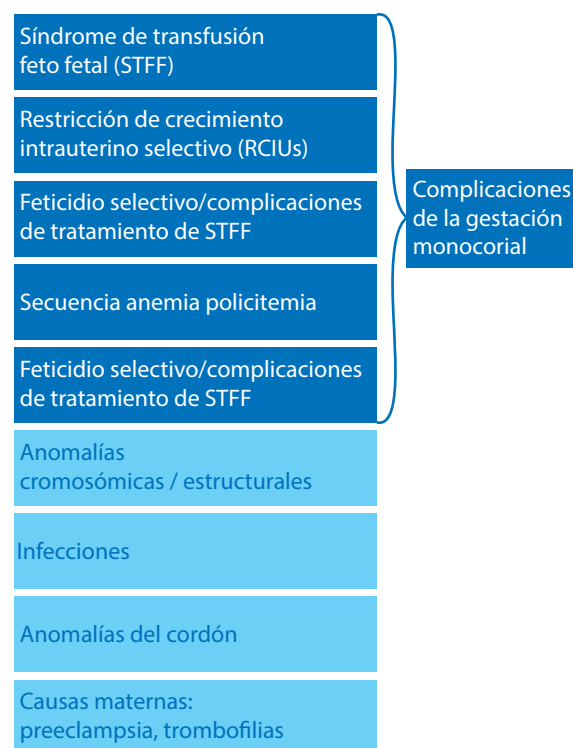 Síndrome de transfusión
feto fetal (STFF)
Restricción de crecimiento
intrauterino selectivo (RCIUs)
Feticidio selectivo/complicaciones
de tratamiento de STFF
Secuencia anemia policitemia
Feticidio selectivo/complicaciones
de tratamiento de STFF
Complicaciones
de la gestación
monocorial
Anomalías
cromosómicas / estructurales
Infecciones
Anomalías del cordón
Causas maternas:
preeclampsia, trombofilias